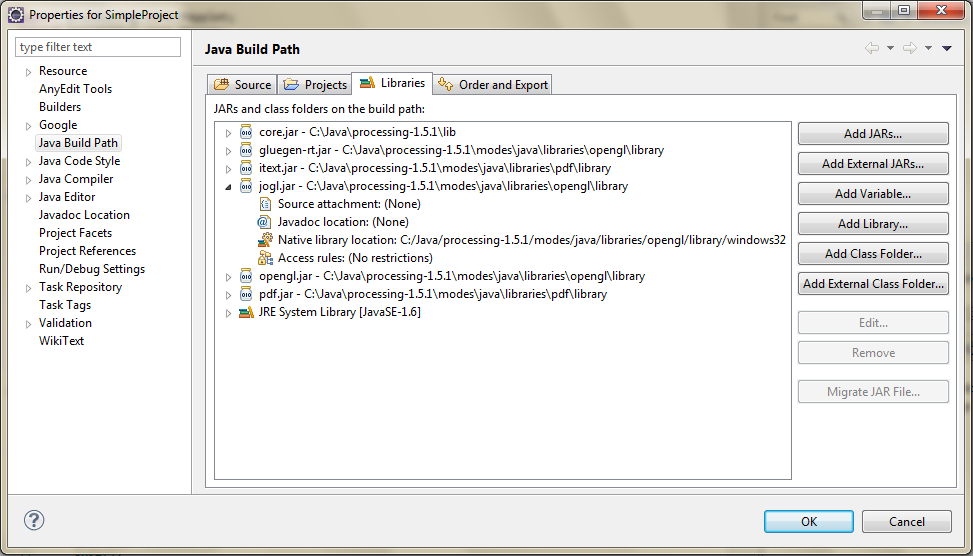 Properties for SimpleProject
type filter text
Resource
AnyEdit Tools
Builders
Google
Java Build Path
Java Code Style
Java Compiler
Java Editor
Javadoc Location
Project Facets
Project References
Run/Debug Settings
Task Repository
Task Tags
Validation
WikiText
Java Build Path
Source Projects Libraries Order and Export
JARs and class folders on the build path:
core.jar - C:\Java\processing-1.5.1\lib
gluegen-rt.jar - C:\Java\processing-1.5.1\modes\java\libraries\opengl\library
itext.jar - C:\Java\processing-1.5.1\modes\java\libraries\pdf\library
jogl.jar - C:\Java\processing-1.5.1\modes\java\libraries\opengl\library
Source attachment: (None)
Javadoc location: (None)
Native library location: C:/Java/processing-1.5.1/modes/java/libraries/opengl/library/windows32
Access rules: (No restrictions)
opengl.jar - C:\Java\processing-1.5.1\modes\java\libraries\opengl\library
pdf.jar - C:\Java\processing-1.5.1\modes\java\libraries\pdf\library
JRE System Library [JavaSE-1.6]
Add JARs...
Add External JARs...
Add Variable...
Add Library...
Add Class Folder...
Add External Class Folder...
Edit...
Remove
Migrate JAR File...
OK
Cancel